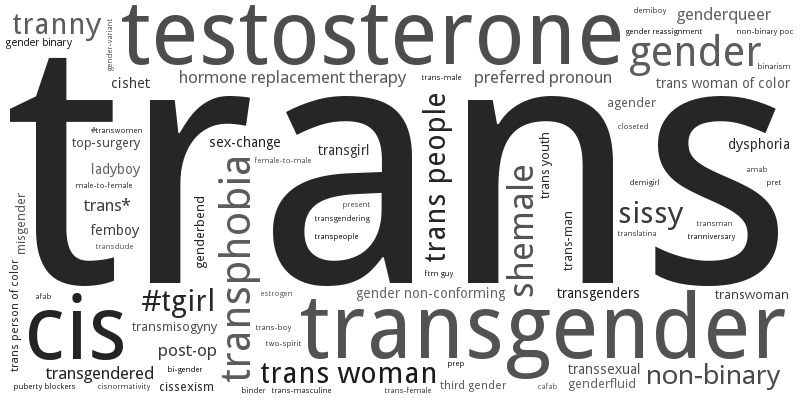 tranny
testosterone
demiboy
genderqueer
gender binary
gender-variant
gender reassignment
non-binary poc
gender
binarism
cishet
hormone replacement therapy
trans-male
preferred pronoun
trans woman of color
trans
agender
#transwomen
top-surgery
sex-change
transgirl
trans people
closeted
dysphoria
female-to-male
ladyboy
male-to-female
transphobia
shemale
trans youth
amab
demigirl
pret
trans*
misgender
genderbend
present
transgendering
sissy
transman
femboy
transpeople
trans-man
translatina
tranniversary
transdude
ftm guy
trans person of color
afab
#tgirl
estrogen
gender non-conforming
transgenders
transwoman
cis
transmisogyny
trans-boy
transgender
two-spirit
post-op
transgendered
bi-gender
trans woman
prep
transsexual
non-binary
puberty blockers
cisnormativity
cissexism
binder
trans-masculine
trans-female
third gender
cafab
genderfluid